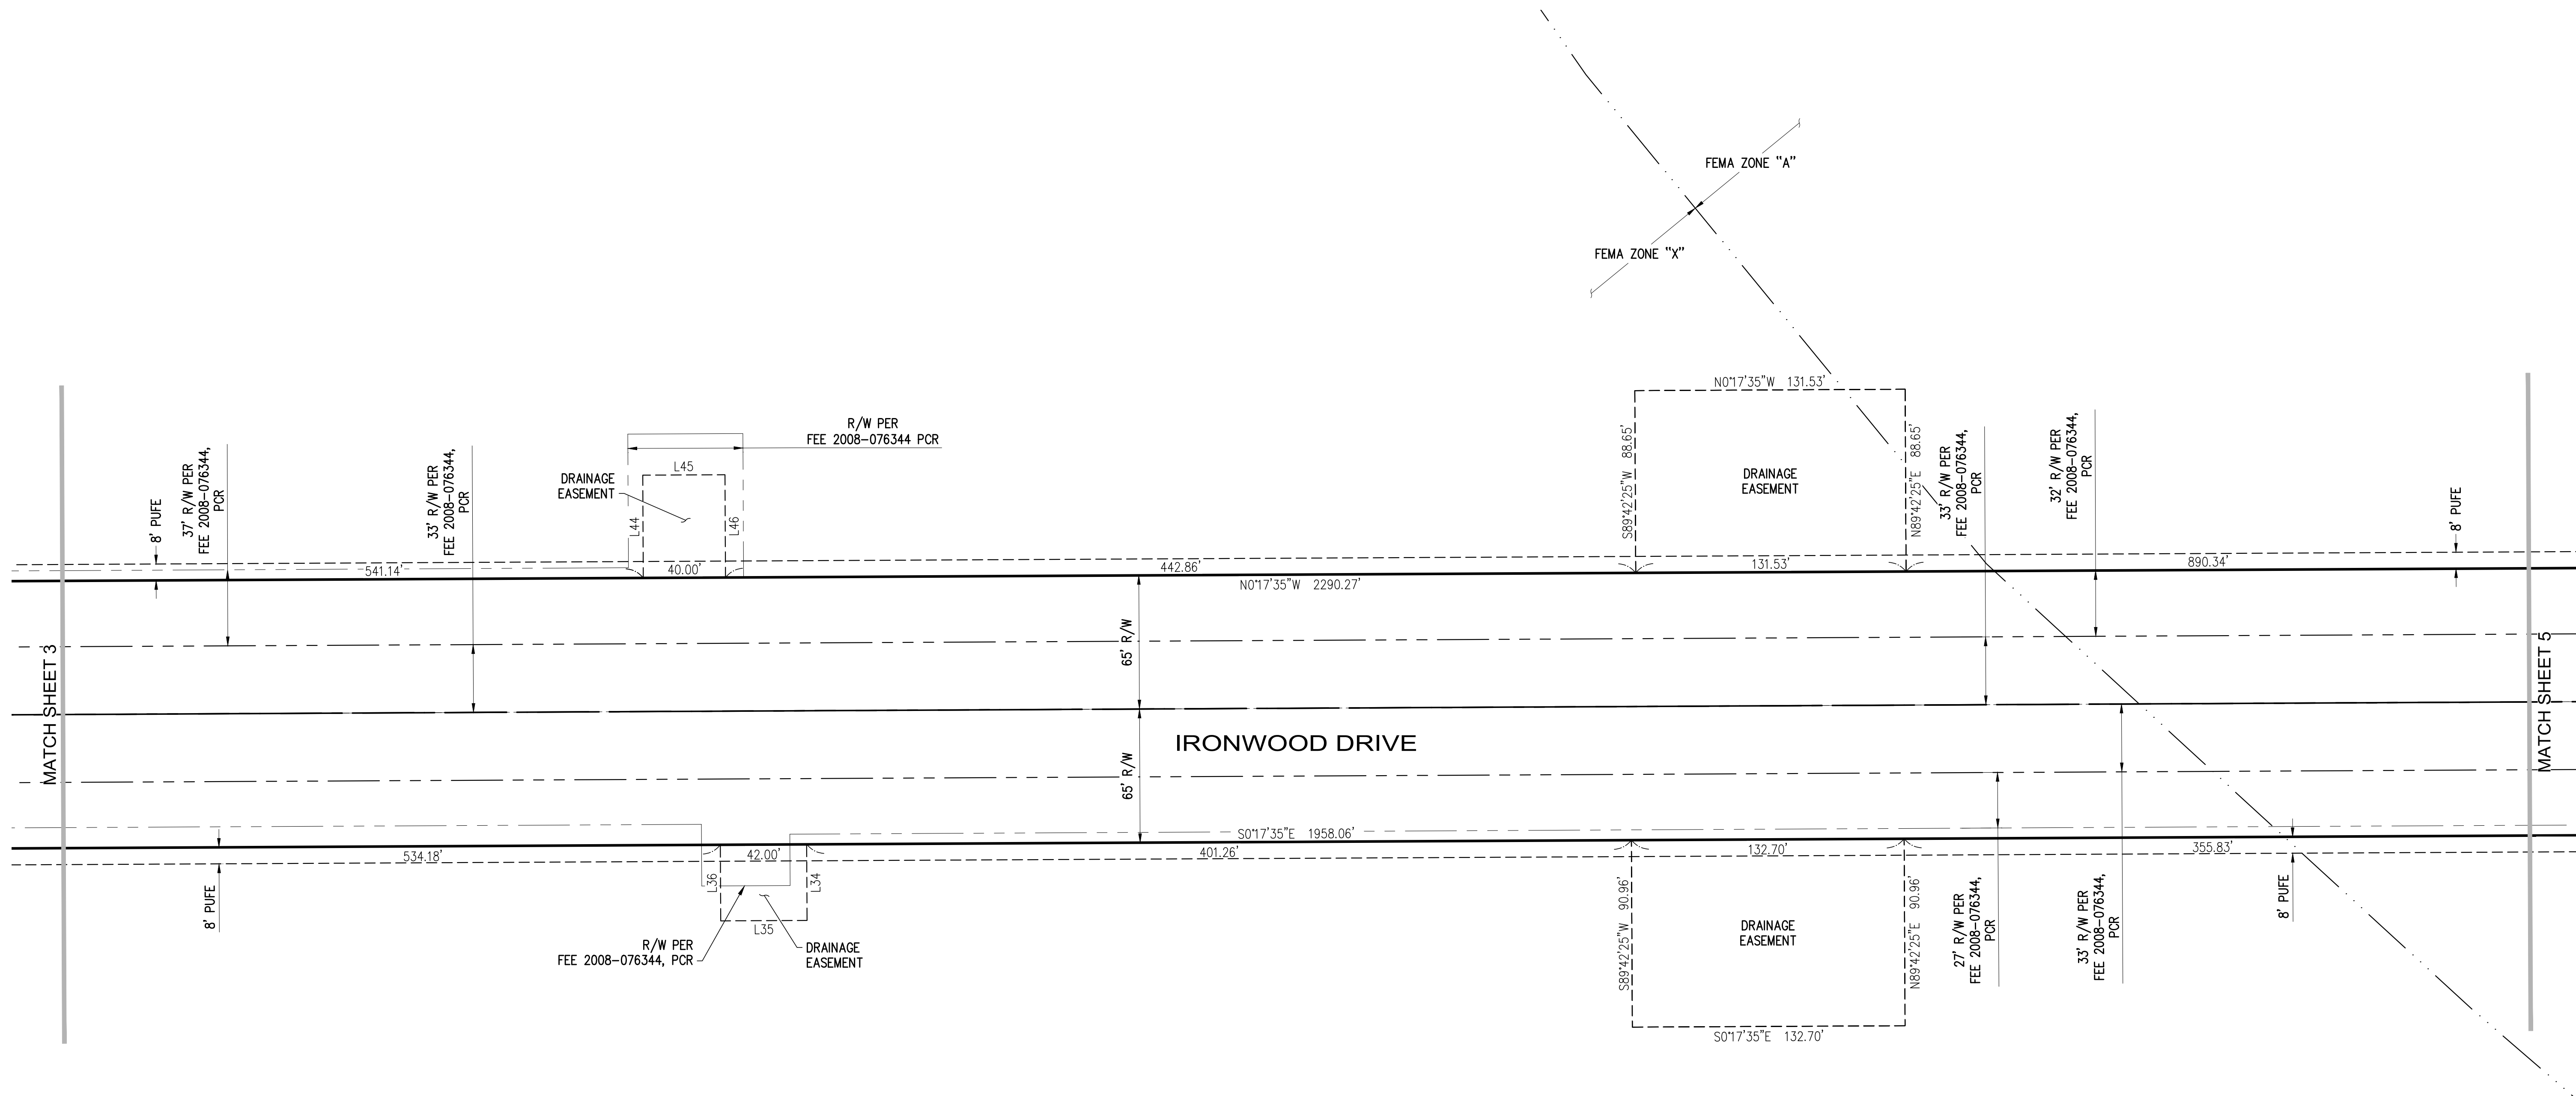 FEMA ZONE "A"
FEMA ZONE "X"
N0°17'35"W 131.53'
S89°42'25"W 88.65'
N89°42'25"E 88.65'
DRAINAGE
EASEMENT
R/W PER
FEE 2008-076344 PCR
L45
DRAINAGE
EASEMENT
L44
L46
8' PUFE
37' R/W PER
FEE 2008-076344,
PCR
33' R/W PER
FEE 2008-076344,
PCR
33' R/W PER
FEE 2008-076344,
PCR
32' R/W PER
FEE 2008-076344,
PCR
8' PUFE
541.14'
40.00'
442.86'
131.53'
890.34'
N0°17'35"W 2290.27'
MATCH SHEET 3
65' R/W
65' R/W
IRONWOOD DRIVE
MATCH SHEET 5
S0°17'35"E 1958.06'
534.18'
42.00'
401.26'
132.70'
355.83'
8' PUFE
L36
L34
L35
R/W PER
FEE 2008-076344, PCR
DRAINAGE
EASEMENT
S89°42'25"W 90.96'
N89°42'25"E 90.96'
DRAINAGE
EASEMENT
S0°17'35"E 132.70'
27' R/W PER
FEE 2008-076344,
PCR
33' R/W PER
FEE 2008-076344,
PCR
8' PUFE